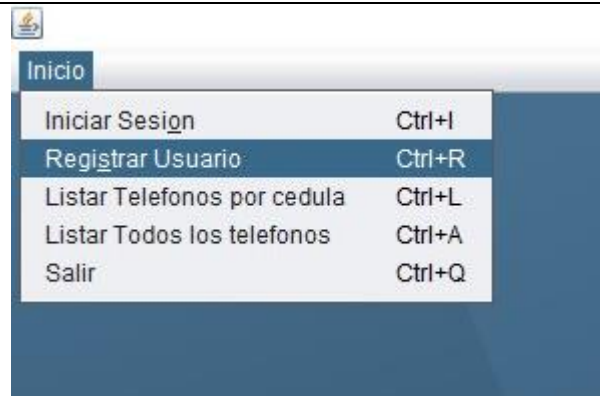 Inicio
Iniciar Sesion Ctrl+I
Registrar Usuario Ctrl+R
Listar Telefonos por cedula Ctrl+L
Listar Todos los telefonos Ctrl+A
Salir Ctrl+Q